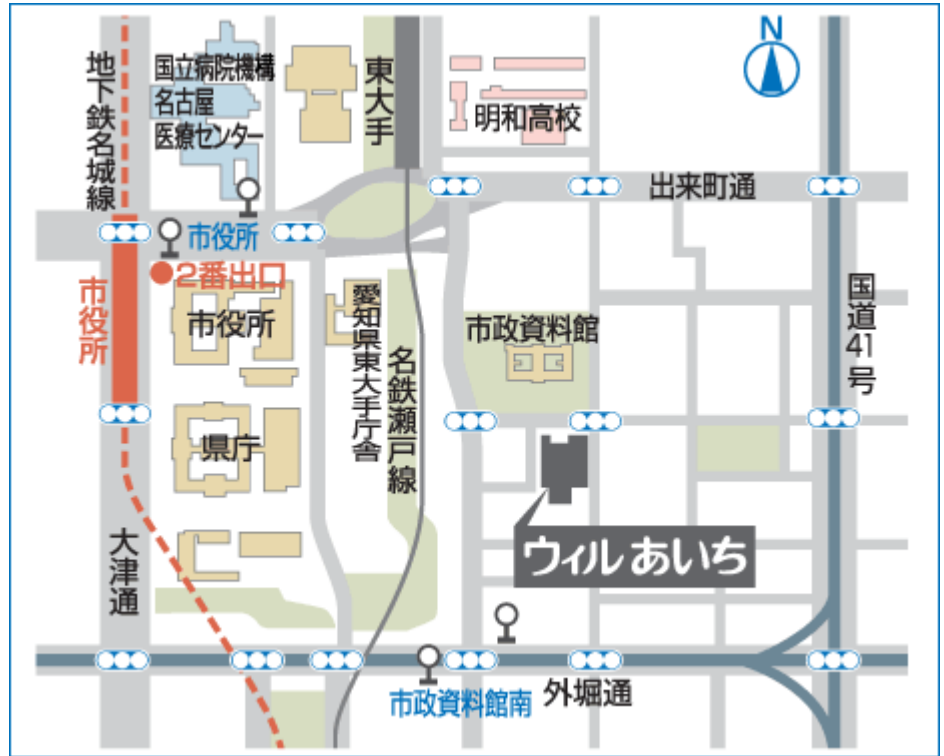 N
地下鉄名城線
国立病院機構
名古屋
医療センター
東大手
明和高校
出来町通
市役所
2番出口
市役所
市役所
愛知県東大手庁舎
名鉄瀬戸線
市政資料館
国道41号
県庁
ウィルあいち
大津通
市政資料館南
外堀通